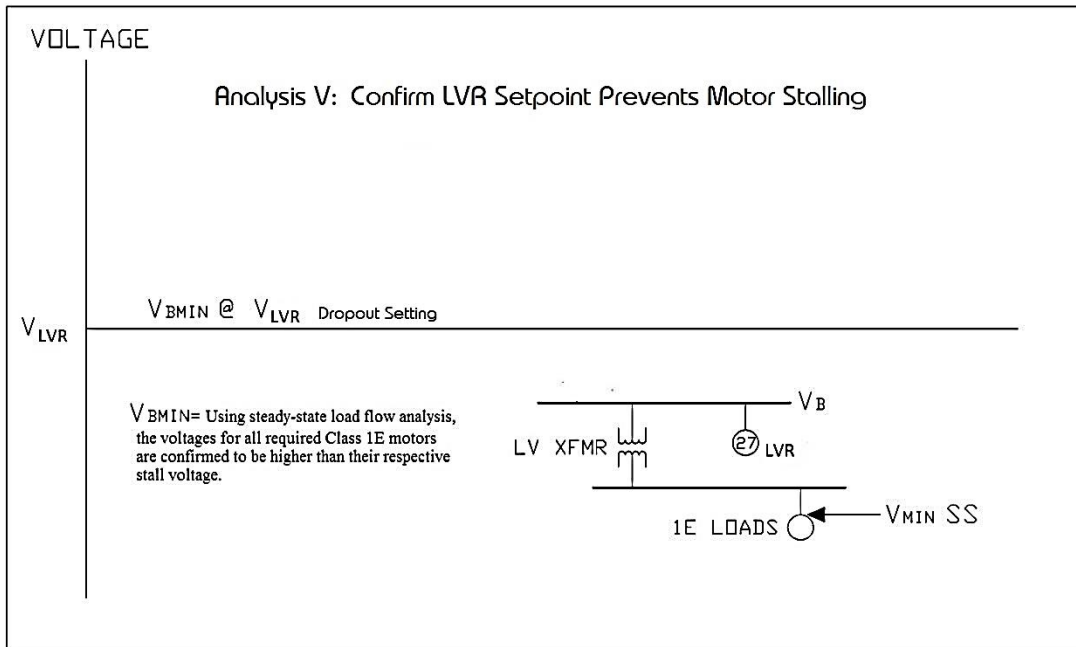 VOLTAGE
Analysis V: Confirm LVR Setpoint Prevents Motor Stalling
VBMIN @ VLVR Dropout Setting
VLVR
VBMIN= Using steady-state load flow analysis,
the voltages for all required Class 1E motors
are confirmed to be higher than their respective
stall voltage.
VB
LV XFMR
27 LVR
1E LOADS
VMIN SS